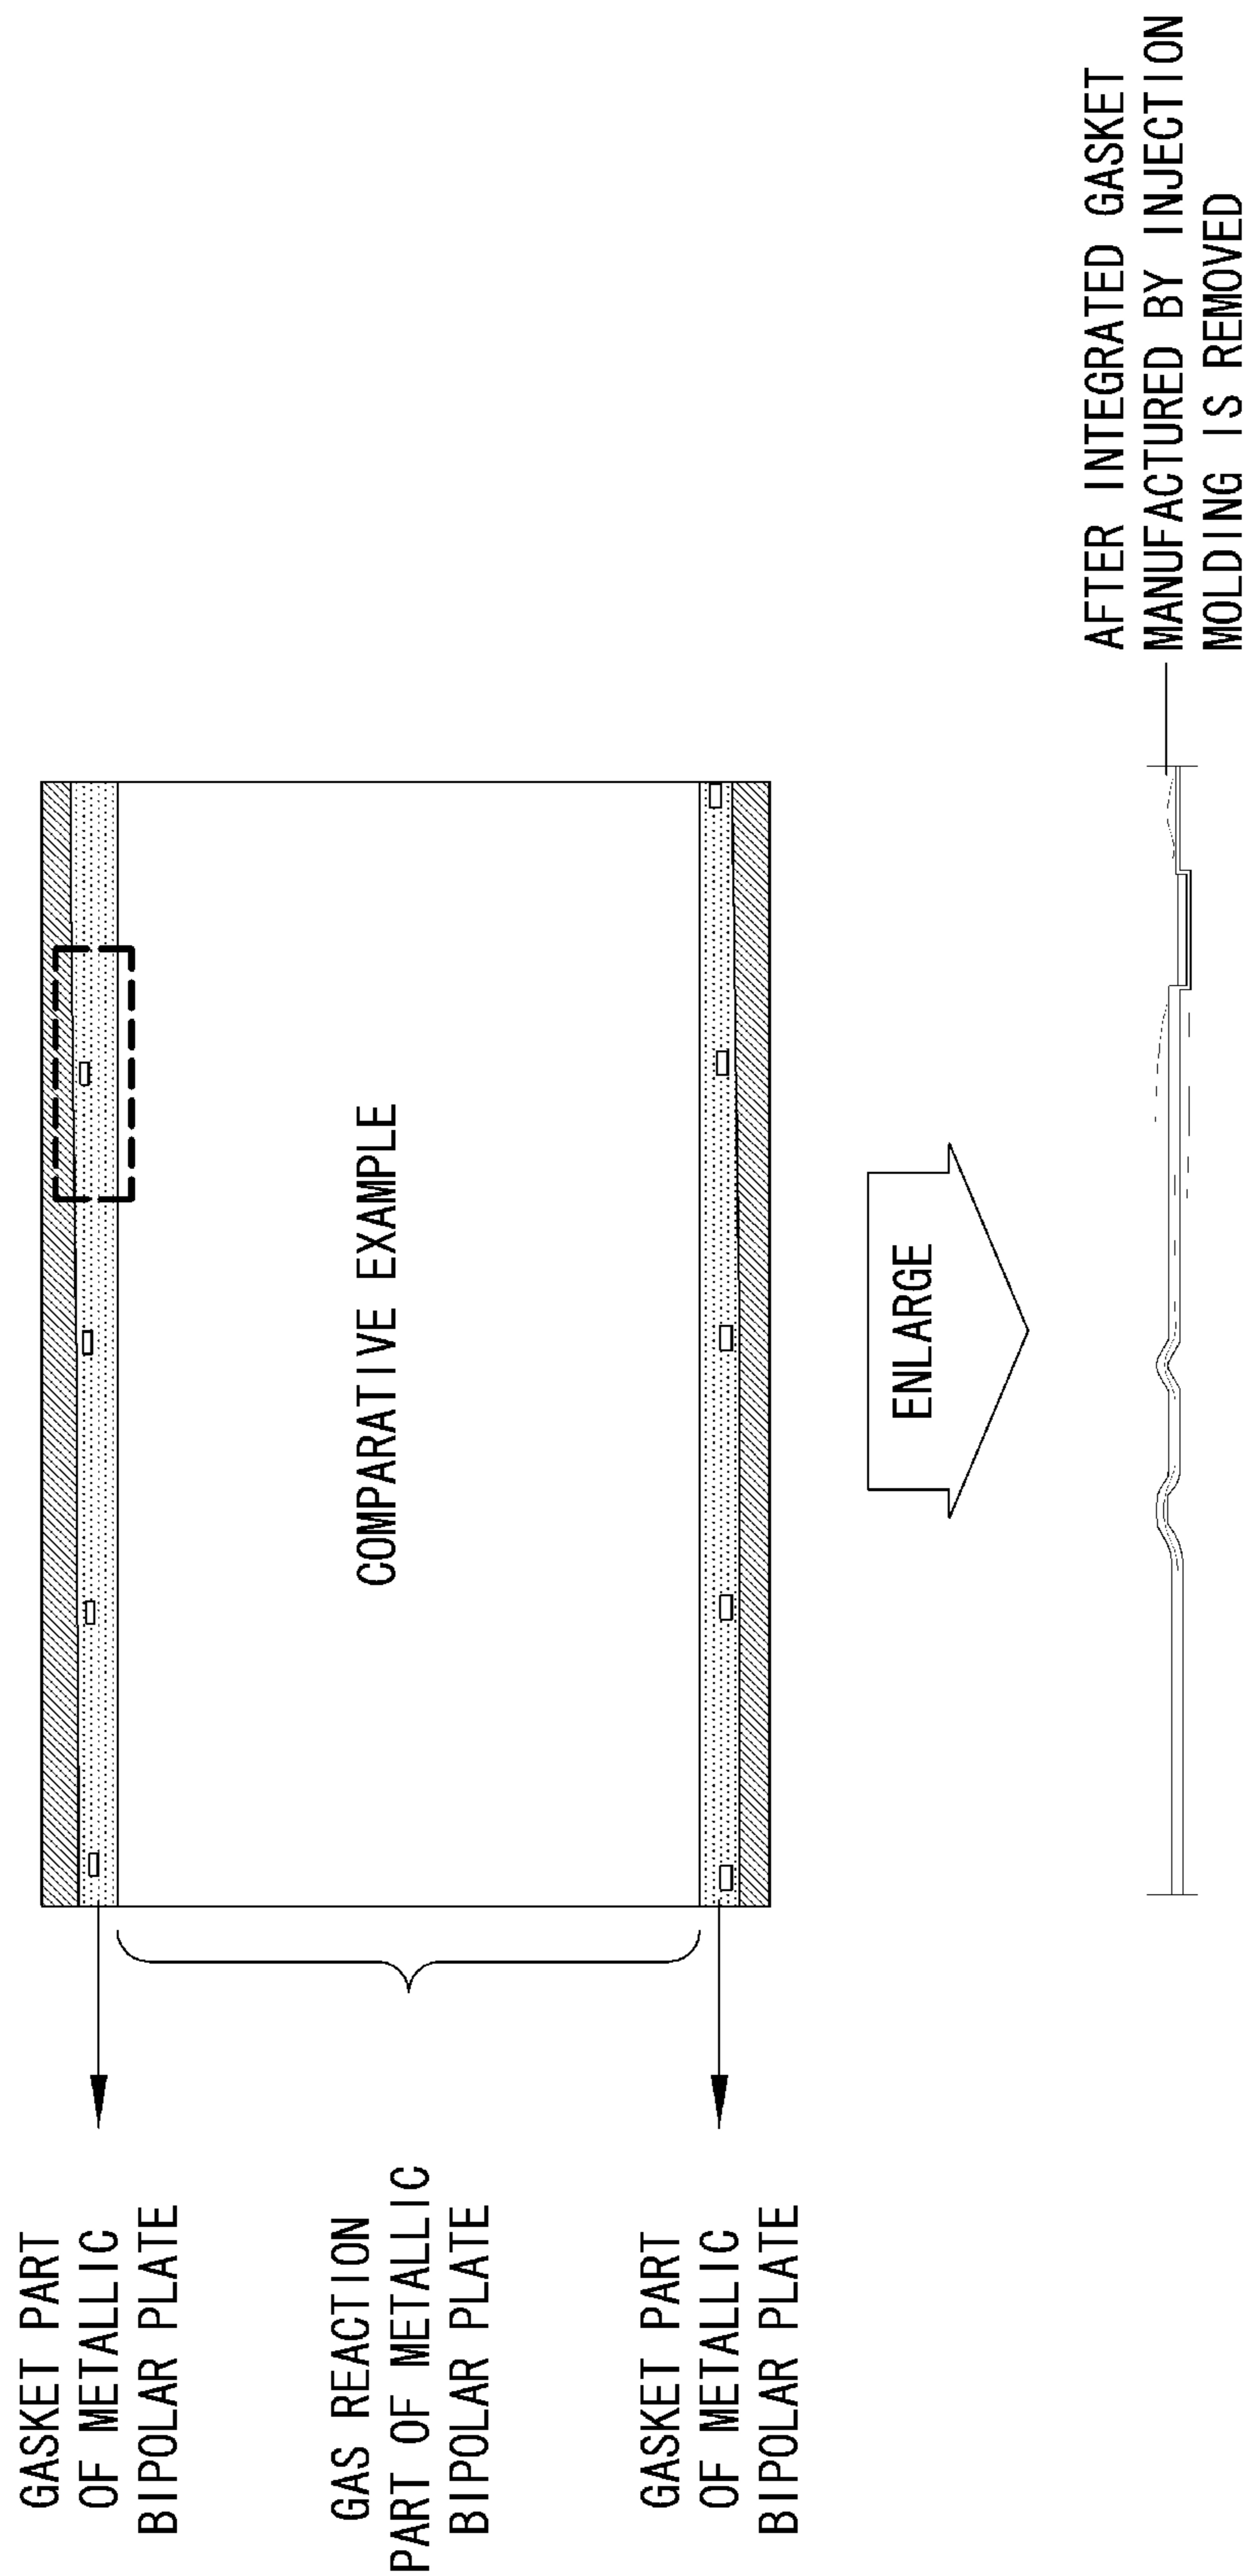 GASKET PART
OF METALLIC
BIPOLAR PLATE
GAS REACTION
PART OF METALLIC
BIPOLAR PLATE
GASKET PART
OF METALLIC
BIPOLAR PLATE
COMPARATIVE EXAMPLE
ENLARGE
AFTER INTEGRATED GASKET
MANUFACTURED BY INJECTION
MOLDING IS REMOVED